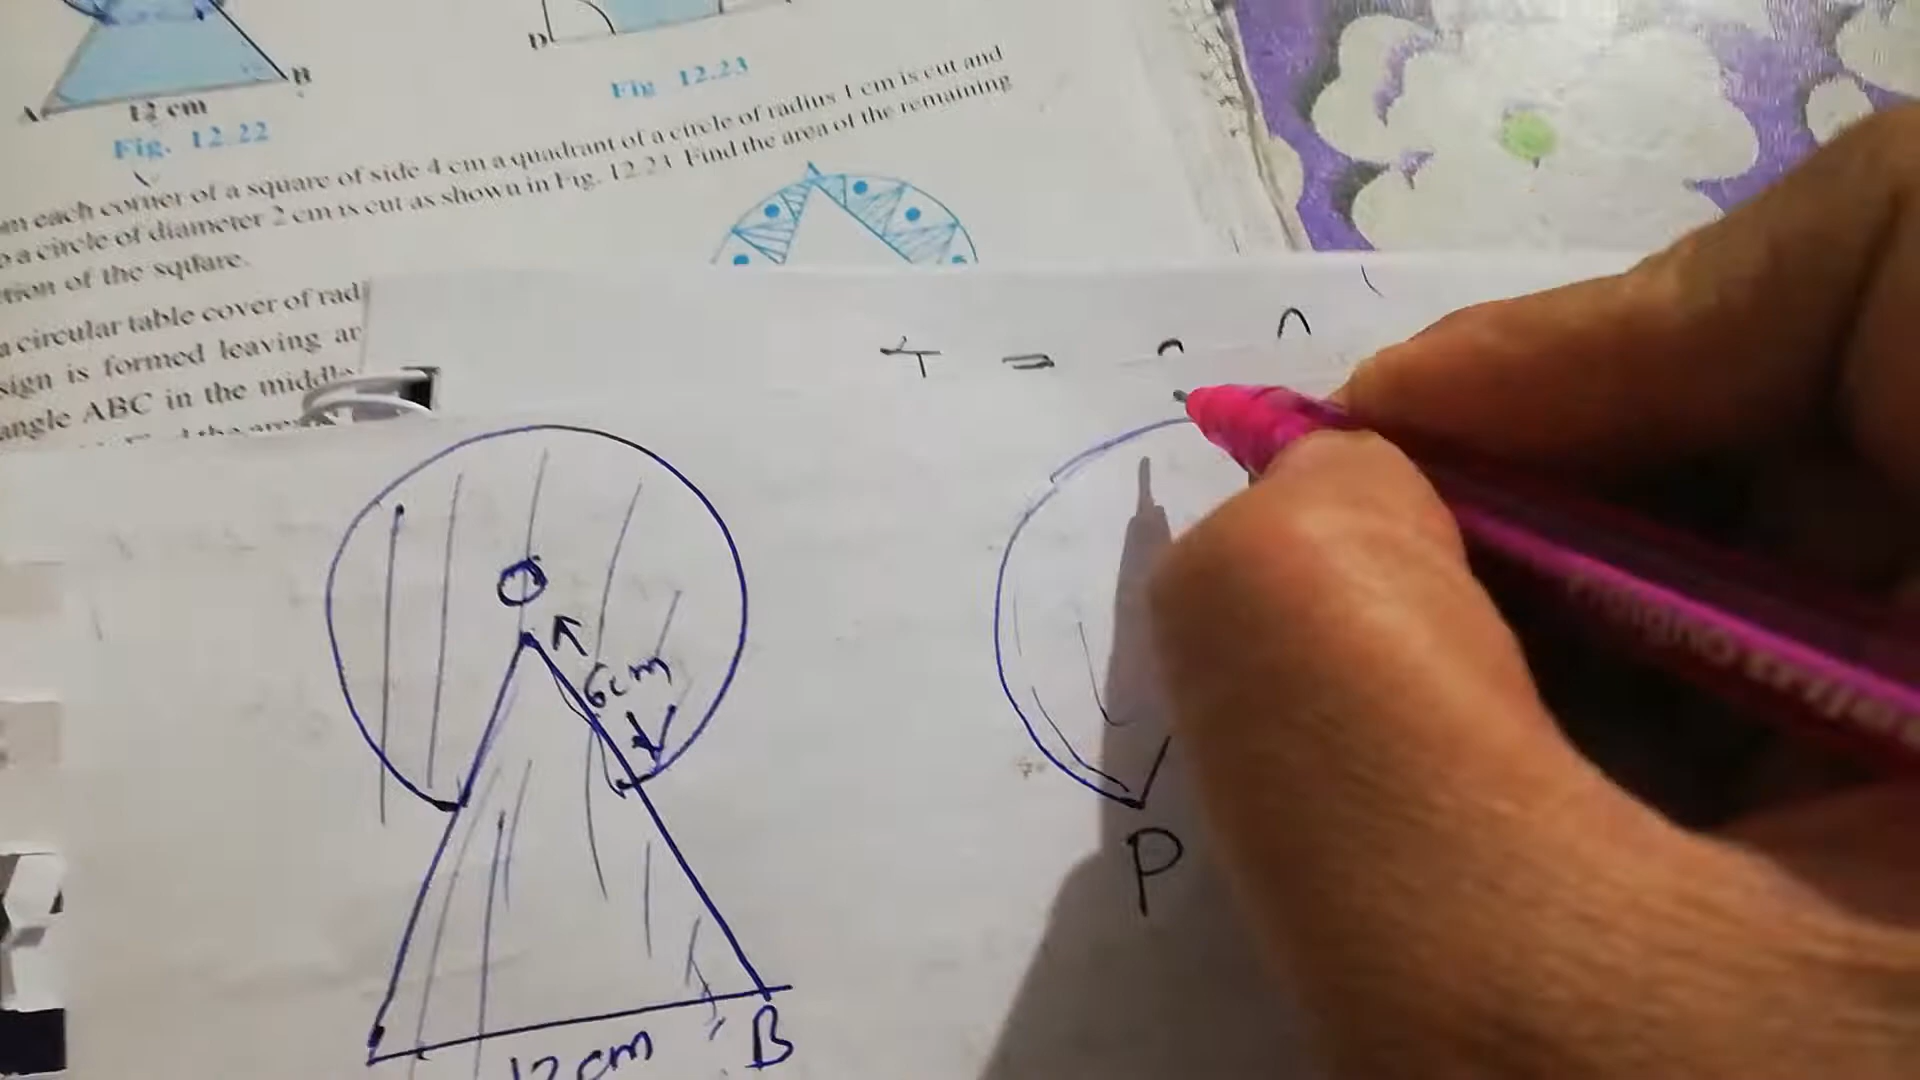 D
Fig 12.23
A
B
12 cm
Fig. 12.22
m each corner of a square of side 4 cm a quadrant of a circle of radius 1 cm is cut and
a circle of diameter 2 cm is cut as shown in Fig. 12.23 Find the area of the remaining
tion of the square.
A
a circular table cover of radi
sign is formed leaving an
angle ABC in the middle
the area
=
O
6cm
P
B
12 cm